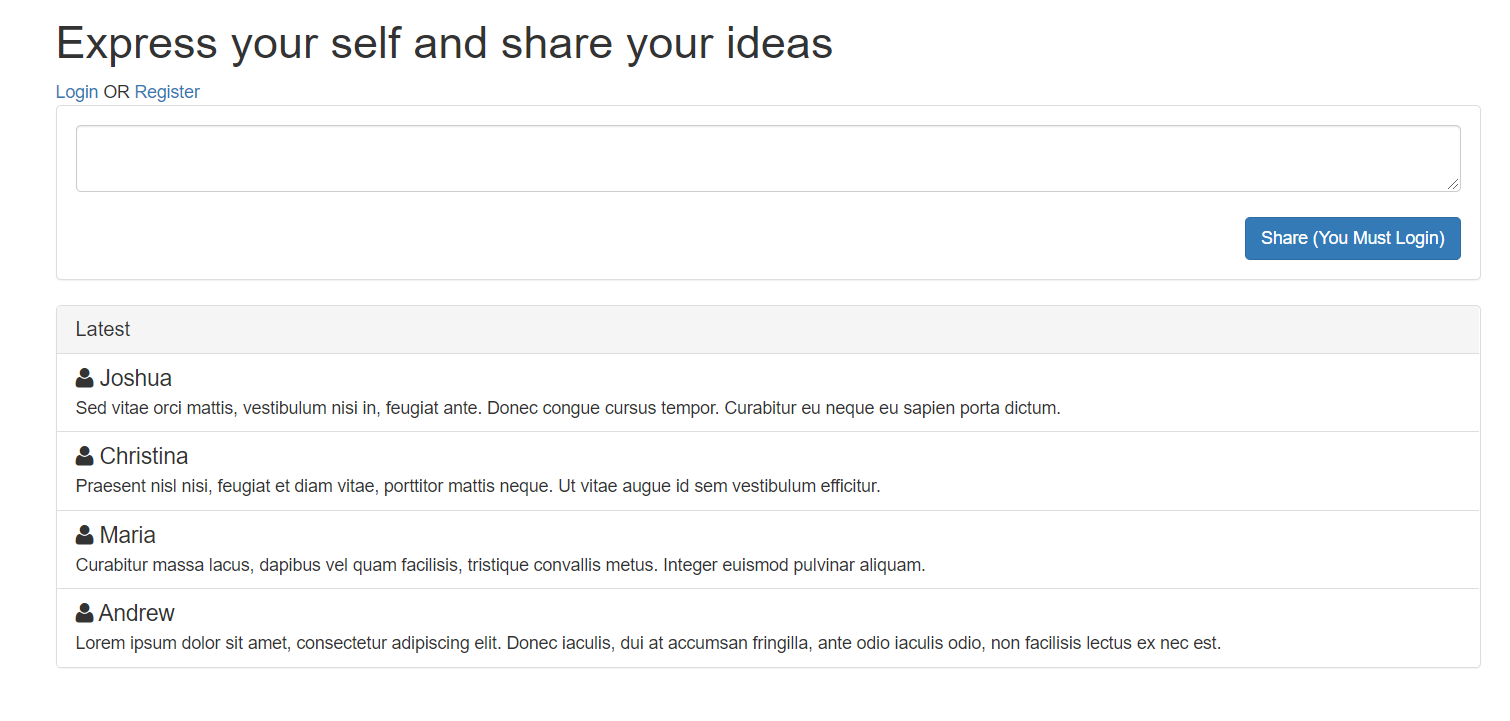 Express your self and share your ideas
Login OR Register
Share (You Must Login)
Latest
Joshua
Sed vitae orci mattis, vestibulum nisi in, feugiat ante. Donec congue cursus tempor. Curabitur eu neque eu sapien porta dictum.
Christina
Praesent nisl nisi, feugiat et diam vitae, porttitor mattis neque. Ut vitae augue id sem vestibulum efficitur.
Maria
Curabitur massa lacus, dapibus vel quam facilisis, tristique convallis metus. Integer euismod pulvinar aliquam.
Andrew
Lorem ipsum dolor sit amet, consectetur adipiscing elit. Donec iaculis, dui at accumsan fringilla, ante odio iaculis odio, non facilisis lectus ex nec est.